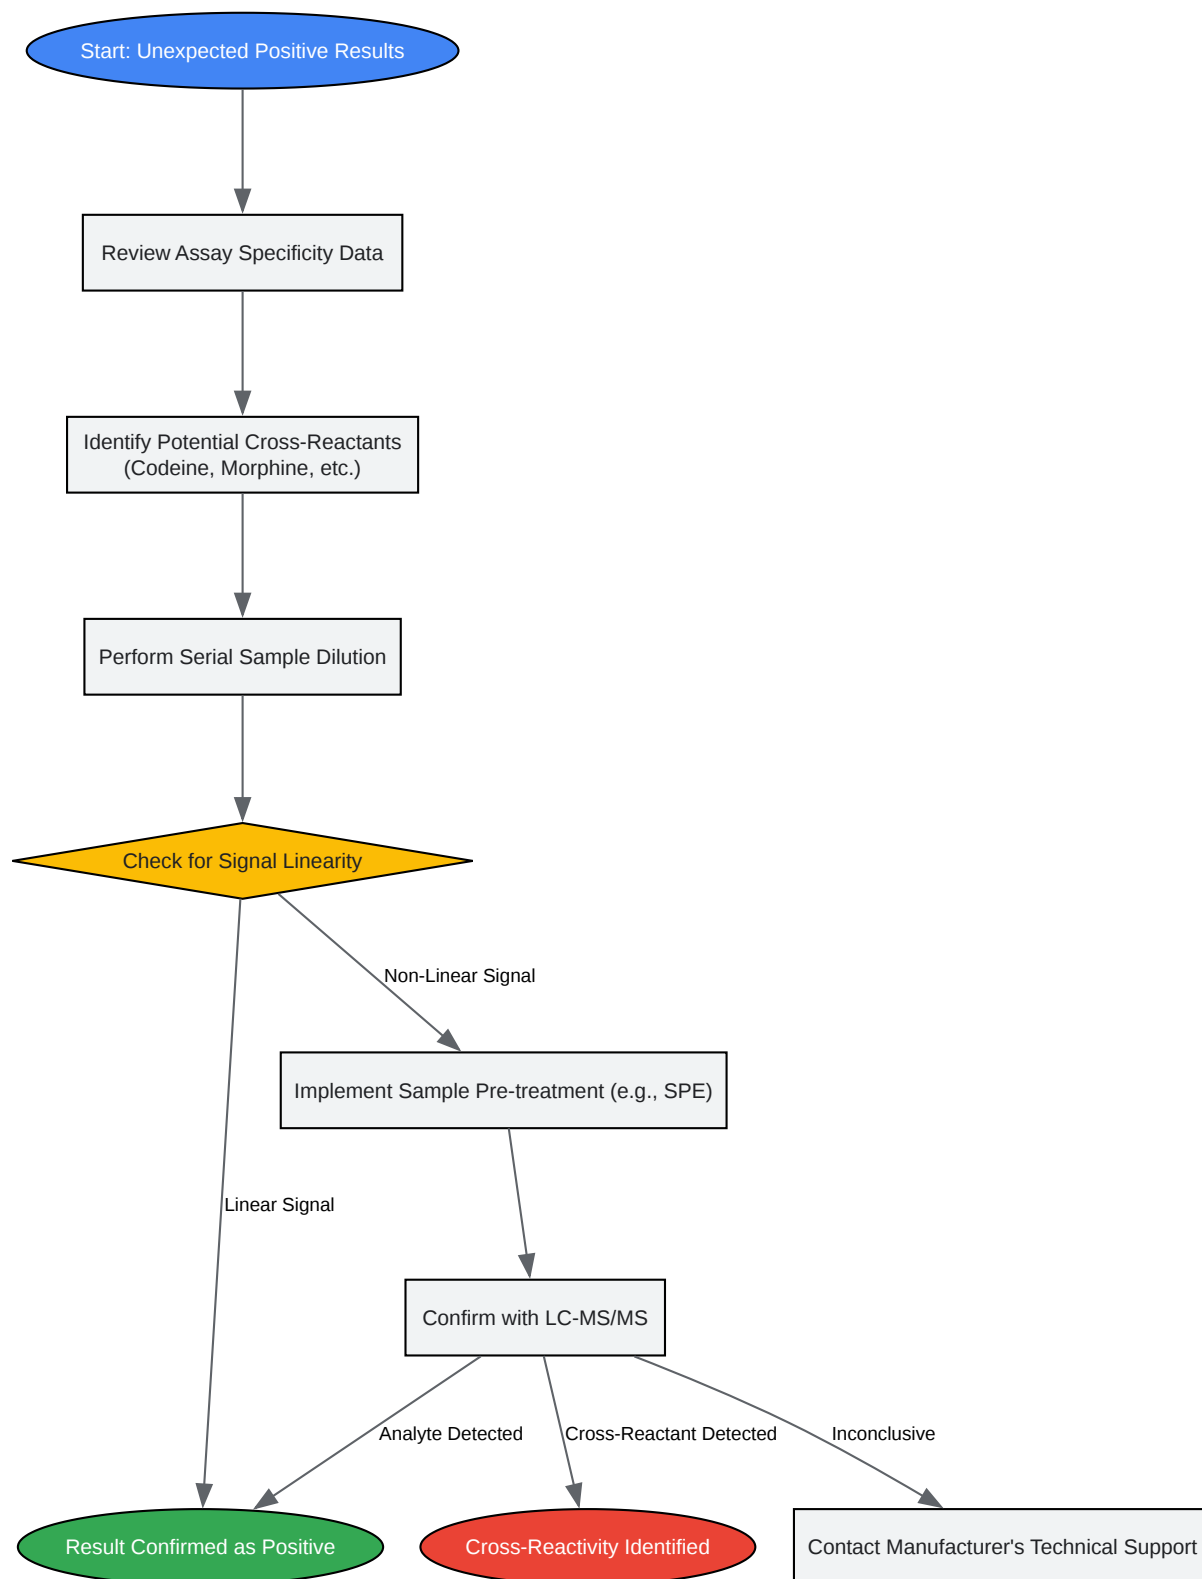 Start: Unexpected Positive Results
Review Assay Specificity Data
Identify Potential Cross-Reactants
(Codeine, Morphine, etc.)
Perform Serial Sample Dilution
Check for Signal Linearity
Non-Linear Signal
Implement Sample Pre-treatment (e.g., SPE)
Linear Signal
Confirm with LC-MS/MS
Analyte Detected
Cross-Reactant Detected
Inconclusive
Result Confirmed as Positive
Cross-Reactivity Identified
Contact Manufacturer's Technical Support